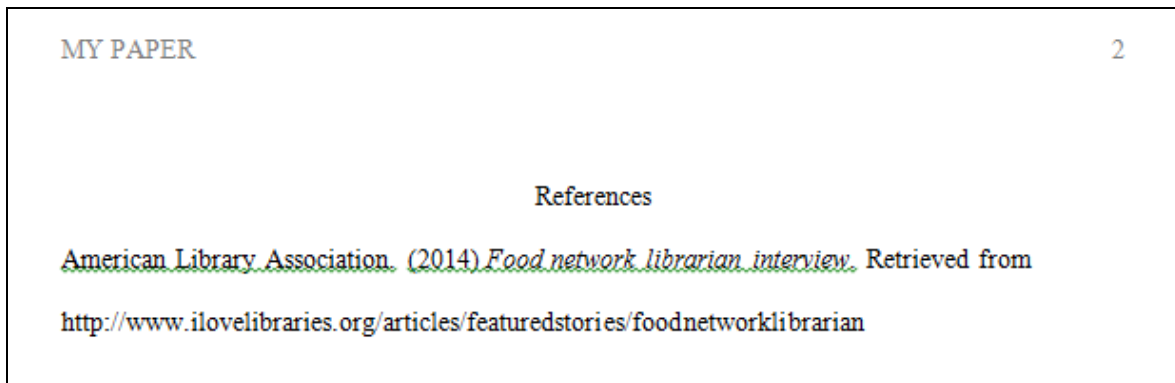 MY PAPER 2
References
American Library Association. (2014) Food network librarian interview. Retrieved from
http://www.ilovelibraries.org/articles/featuredstories/foodnetworklibrarian